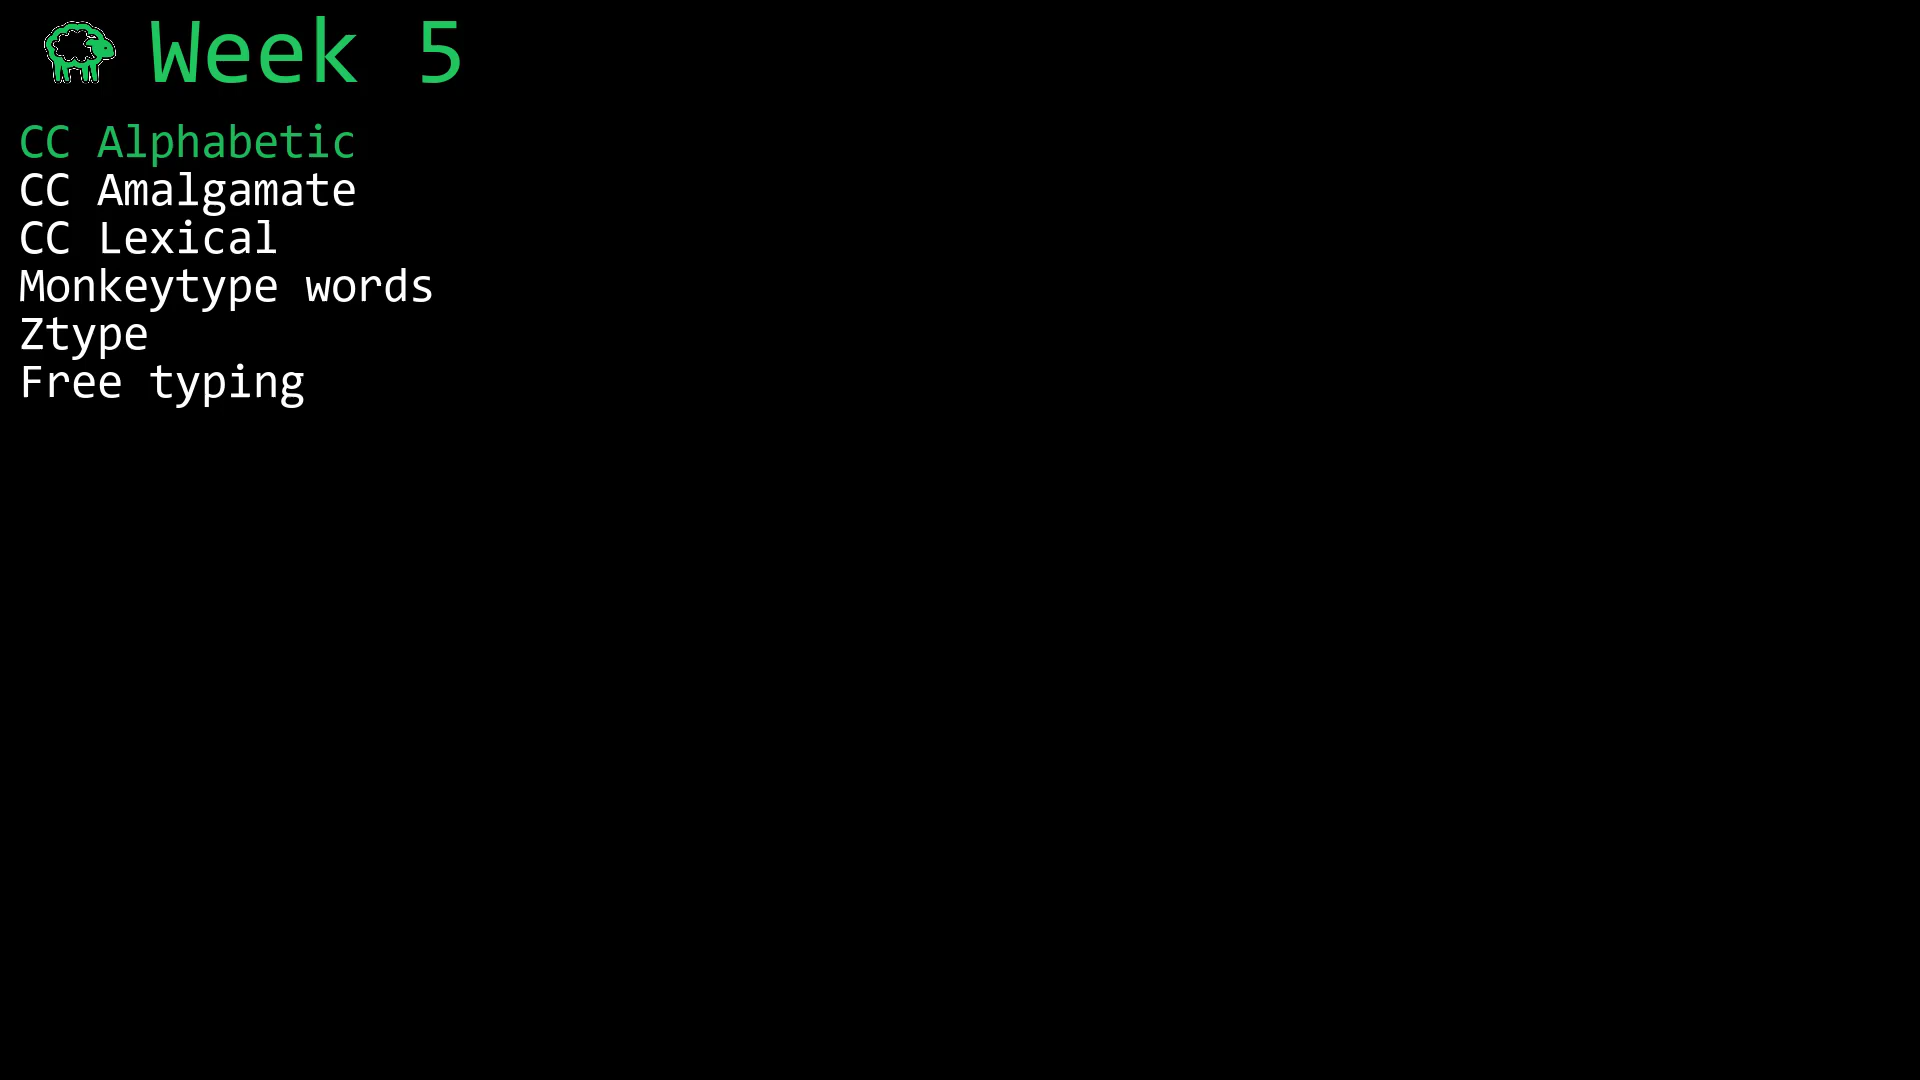 Week 5
CC Alphabetic
CC Amalgamate
CC Lexical
Monkeytype words
Ztype
Free typing